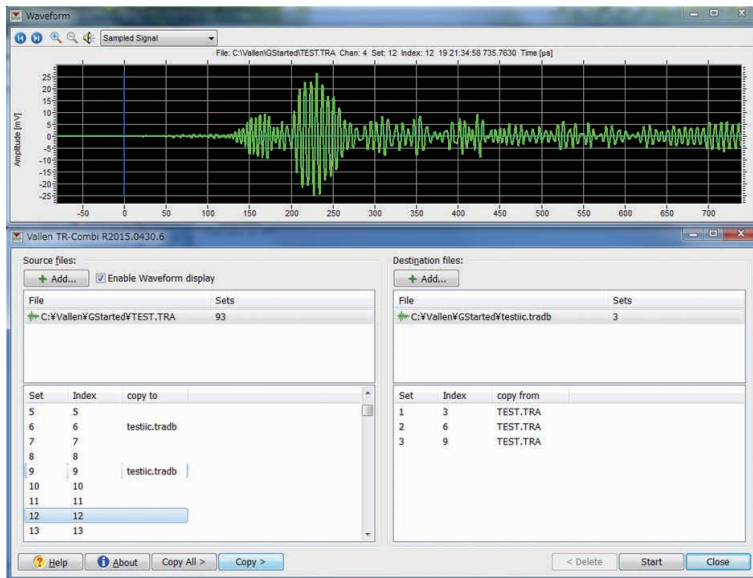 Waveform
Sampled Signal
File: C:\Vallen\GStarted\TEST.TRA Chan: 4 Set: 12 Index: 12 19 21:34:58 735.7630 Time [µs]
Amplitude [mV]
25
20
15
10
5
0
-5
-10
-15
-20
-25
-50 0 50 100 150 200 250 300 350 400 450 500 550 600 650 700
Vallen TR-Combi R2015.0430.6
Source files:
Add... Enable Waveform display
File Sets
C:¥Vallen¥GStarted¥TEST.TRA 93
Set Index copy to
5 5
6 6 testiic.tradb
7 7
8 8
9 9 testiic.tradb
10 10
11 11
12 12
13 13
Destination files:
Add...
File Sets
C:¥Vallen¥GStarted¥testiic.tradb 3
Set Index copy from
1 3 TEST.TRA
2 6 TEST.TRA
3 9 TEST.TRA
Help About Copy All > Copy > < Delete Start Close